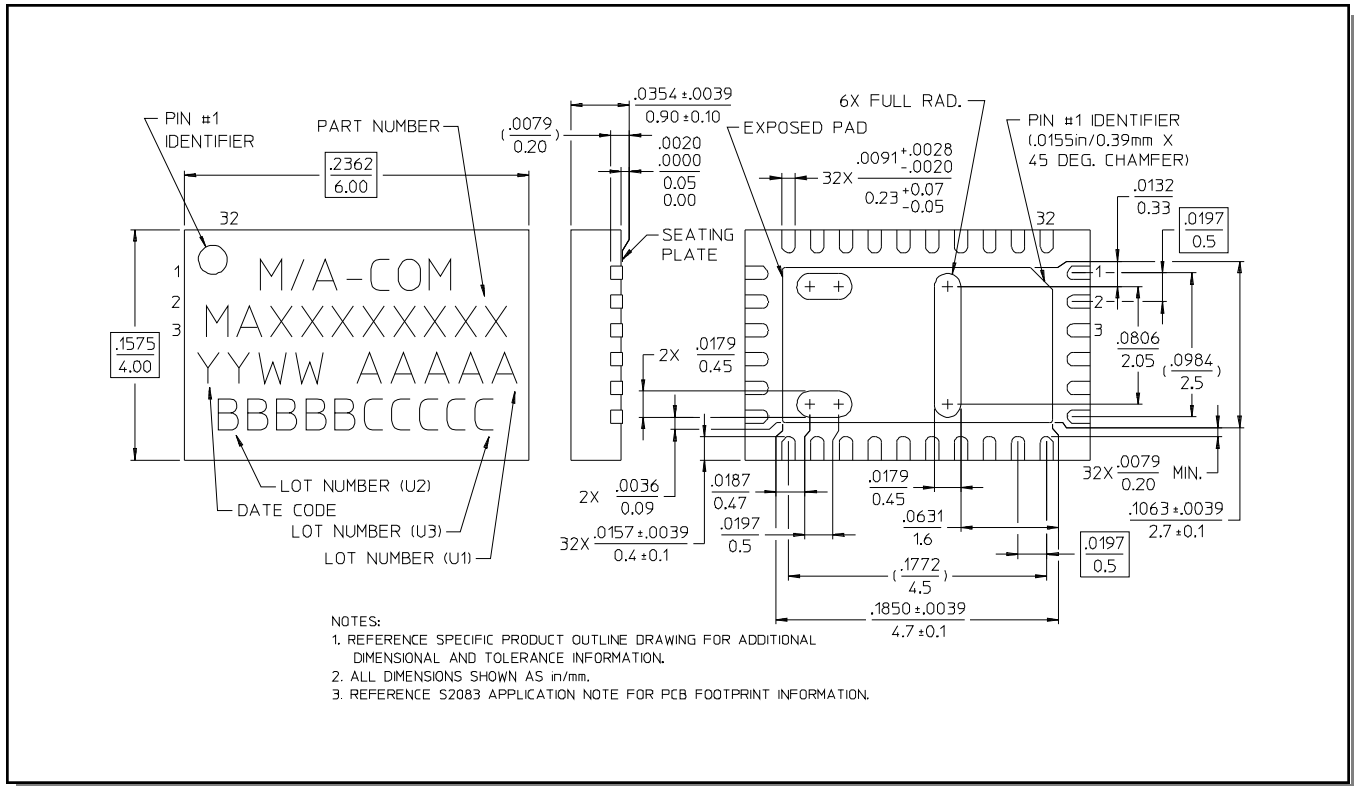 PIN #1
IDENTIFIER
PART NUMBER
.2362
6.00
32
1
2
3
.1575
4.00
M/A-COM
MAXXXXXXXXX
YYWW AAAAA
BBBBBCCCCC
LOT NUMBER (U2)
DATE CODE
LOT NUMBER (U3)
LOT NUMBER (U1)
.0354 ±.0039
0.90 ±0.10
(.0079
0.20)
.0020
.0000
0.05
0.00
SEATING
PLATE
EXPOSED PAD
6X FULL RAD.
32X .0091 +.0028
-.0020
0.23 +0.07
-0.05
PIN #1 IDENTIFIER
(.0155in/0.39mm X
45 DEG. CHAMFER)
32
.0132
0.33
.0197
0.5
1
2
3
.0806
2.05
(.0984
2.5)
2X .0179
0.45
2X .0036
0.09
32X .0157 ±.0039
0.4 ±0.1
.0187
0.47
.0197
0.5
.0179
0.45
.0631
1.6
32X .0079 MIN.
0.20
.1063 ±.0039
2.7 ±0.1
.0197
0.5
(.1772
4.5)
.1850 ±.0039
4.7 ±0.1
NOTES:
1. REFERENCE SPECIFIC PRODUCT OUTLINE DRAWING FOR ADDITIONAL
DIMENSIONAL AND TOLERANCE INFORMATION.
2. ALL DIMENSIONS SHOWN AS in/mm.
3. REFERENCE S2083 APPLICATION NOTE FOR PCB FOOTPRINT INFORMATION.